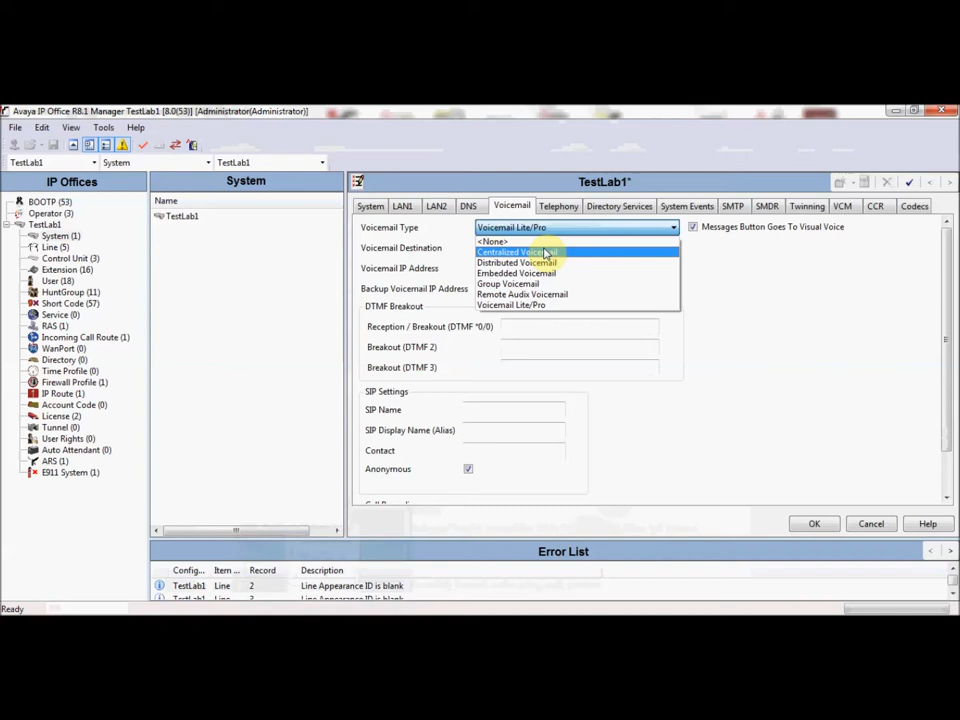 Avaya IP Office R8.1 Manager TestLab1 [8.0(53)] [Administrator(Administrator)]
File Edit View Tools Help
TestLab1 System TestLab1
IP Offices
BOOTP (53)
Operator (3)
TestLab1
System (1)
Line (5)
Control Unit (3)
Extension (16)
User (18)
HuntGroup (3)
Short Code (57)
Service (0)
RAS (1)
Incoming Call Route (1)
WanPort (0)
Directory (0)
Time Profile (0)
Firewall Profile (1)
IP Route (1)
Account Code (0)
License (2)
Tunnel (0)
User Rights (0)
Auto Attendant (0)
ARS (1)
E911 System (1)
System
Name
TestLab1
TestLab1*
System LAN1 LAN2 DNS Voicemail Telephony Directory Services System Events SMTP SMDR Twinning VCM CCR Codecs
Voicemail Type Voicemail Lite/Pro Messages Button Goes To Visual Voice
<None>
Centralized Voicemail
Distributed Voicemail
Embedded Voicemail
Group Voicemail
Remote Audix Voicemail
Voicemail Lite/Pro
Voicemail Destination
Voicemail IP Address
Backup Voicemail IP Address
DTMF Breakout
Reception / Breakout (DTMF *0/0)
Breakout (DTMF 2)
Breakout (DTMF 3)
SIP Settings
SIP Name
SIP Display Name (Alias)
Contact
Anonymous
OK Cancel Help
Error List
Config... Item ... Record Description
TestLab1 Line 2 Line Appearance ID is blank
TestLab1 Line Line Appearance ID is blank
Ready